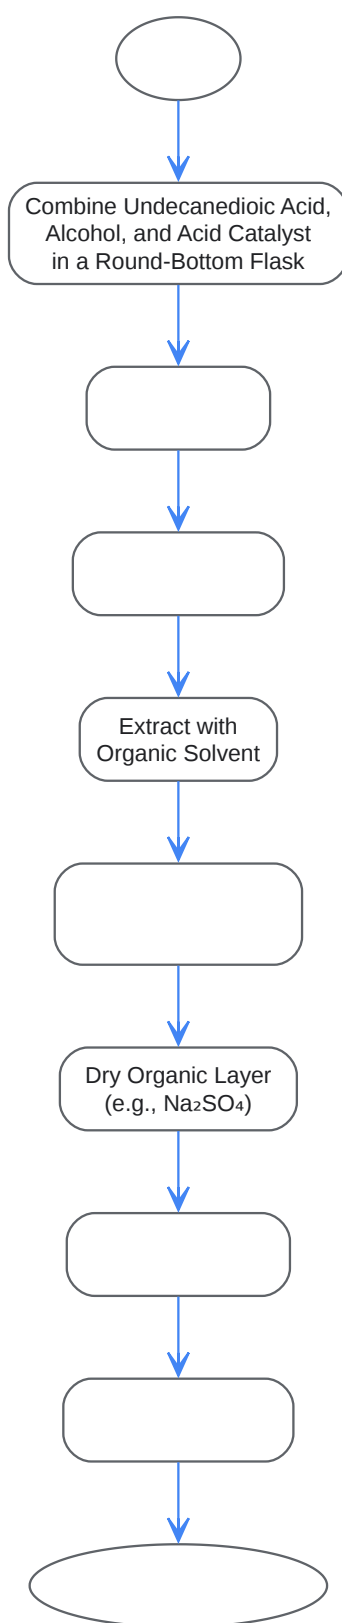 Combine Undecanedioic Acid,
Alcohol, and Acid Catalyst
in a Round-Bottom Flask
Extract with
Organic Solvent
Dry Organic Layer
(e.g., Na₂SO₄)